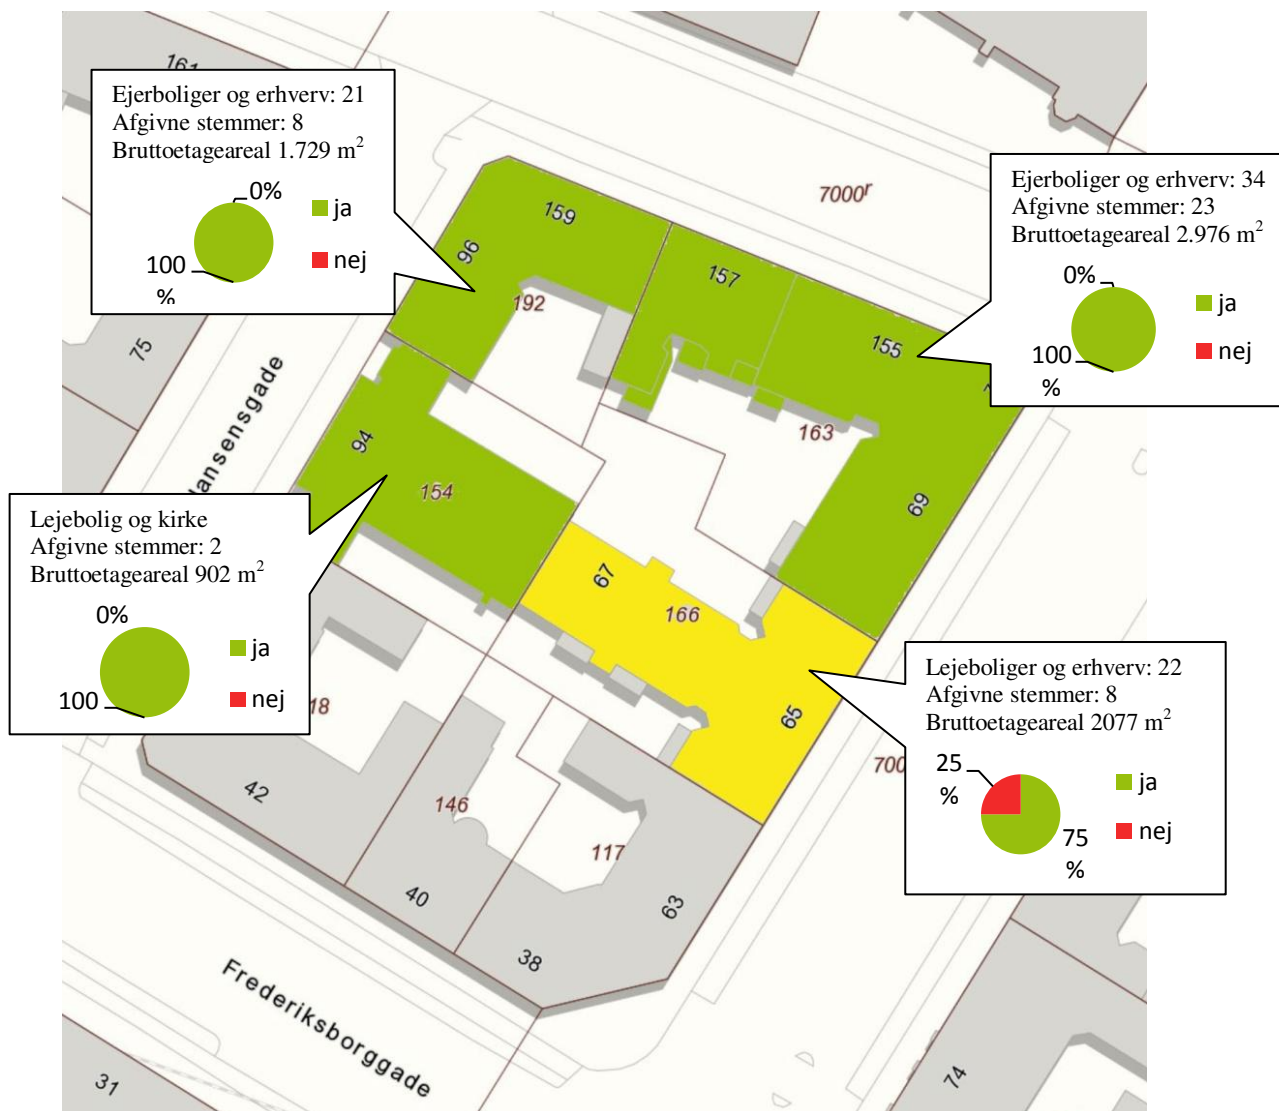 161
Ejerboliger og erhverv: 21
Afgivne stemmer: 8
Bruttoetageareal 1.729 m²
0%
100
%
ja
nej
7000r
Ejerboliger og erhverv: 34
Afgivne stemmer: 23
Bruttoetageareal 2.976 m²
0%
100
%
ja
nej
159
96
192
157
155
163
69
75
ansensgade
94
154
Lejebolig og kirke
Afgivne stemmer: 2
Bruttoetageareal 902 m²
0%
100
ja
nej
67
166
65
Lejeboliger og erhverv: 22
Afgivne stemmer: 8
Bruttoetageareal 2077 m²
25
%
75
%
ja
nej
700
18
42
146
117
40
63
38
Frederiksborggade
31
74